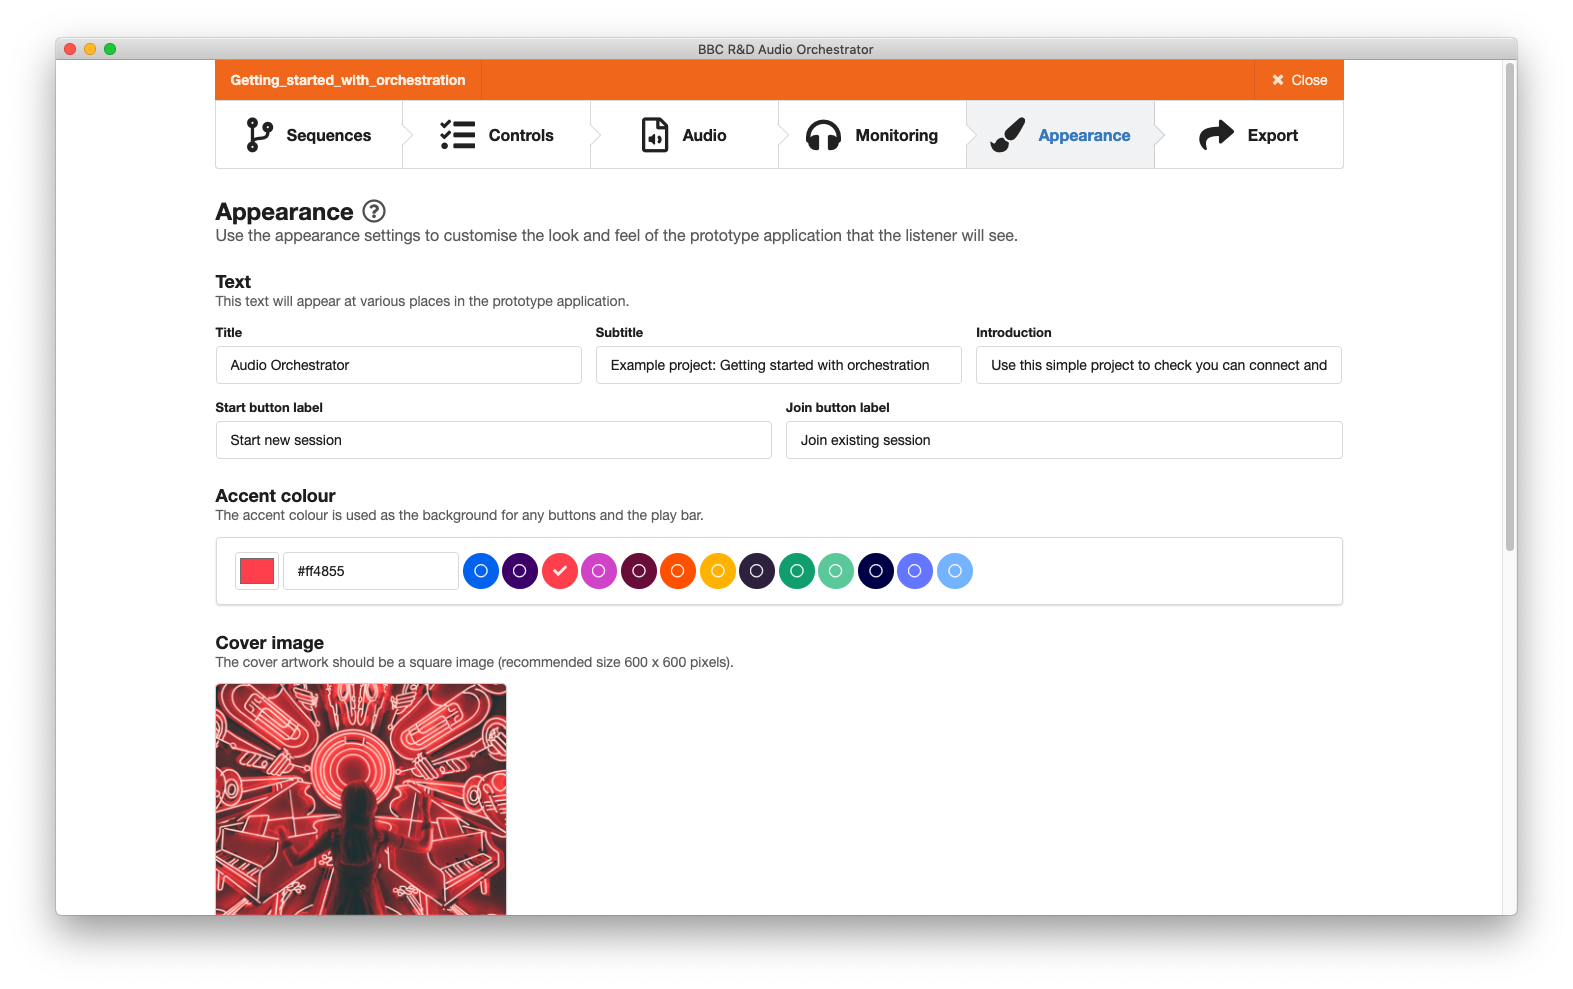 BBC R&D Audio Orchestrator
Getting_started_with_orchestration
Close
Sequences
Controls
Audio
Monitoring
Appearance
Export
Appearance
Use the appearance settings to customise the look and feel of the prototype application that the listener will see.
Text
This text will appear at various places in the prototype application.
Title
Subtitle
Introduction
Audio Orchestrator
Example project: Getting started with orchestration
Use this simple project to check you can connect and
Start button label
Join button label
Start new session
Join existing session
Accent colour
The accent colour is used as the background for any buttons and the play bar.
#ff4855
Cover image
The cover artwork should be a square image (recommended size 600 x 600 pixels).